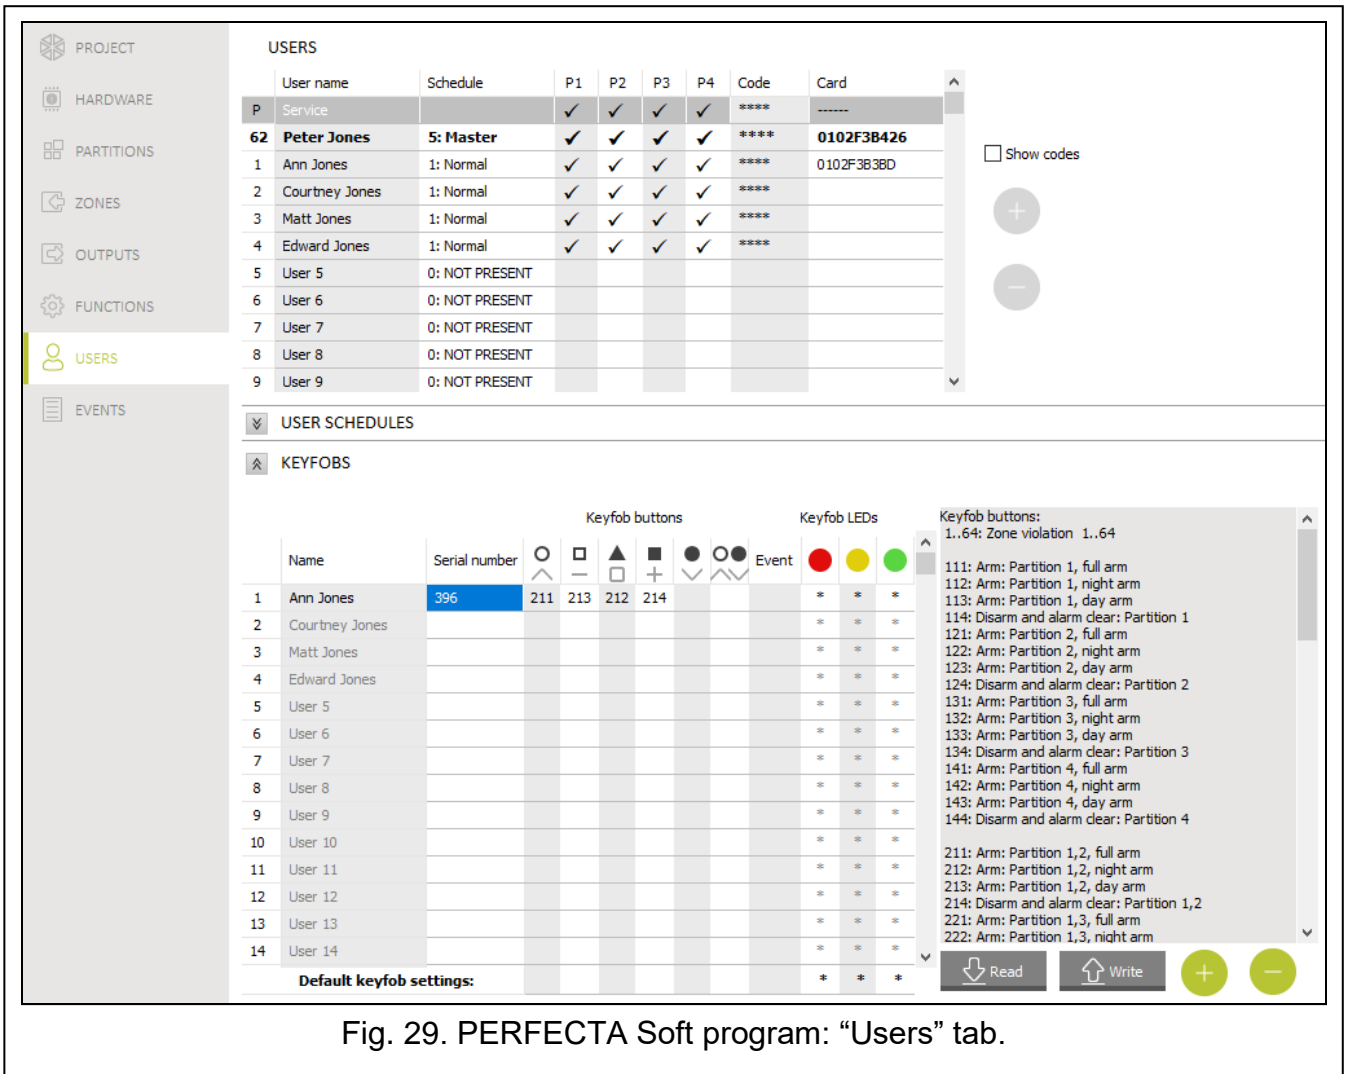 PROJECT
HARDWARE
PARTITIONS
ZONES
OUTPUTS
FUNCTIONS
USERS
EVENTS
USERS
User name Schedule P1 P2 P3 P4 Code Card
P Service ✓ ✓ ✓ ✓ **** ------
62 Peter Jones 5: Master ✓ ✓ ✓ ✓ **** 0102F3B426
1 Ann Jones 1: Normal ✓ ✓ ✓ ✓ **** 0102F3B3BD
2 Courtney Jones 1: Normal ✓ ✓ ✓ ✓ ****
3 Matt Jones 1: Normal ✓ ✓ ✓ ✓ ****
4 Edward Jones 1: Normal ✓ ✓ ✓ ✓ ****
5 User 5 0: NOT PRESENT
6 User 6 0: NOT PRESENT
7 User 7 0: NOT PRESENT
8 User 8 0: NOT PRESENT
9 User 9 0: NOT PRESENT
Show codes
USER SCHEDULES
KEYFOBS
Keyfob buttons Keyfob LEDs
Name Serial number Event
1 Ann Jones 396 211 213 212 214 * * *
2 Courtney Jones * * *
3 Matt Jones * * *
4 Edward Jones * * *
5 User 5 * * *
6 User 6 * * *
7 User 7 * * *
8 User 8 * * *
9 User 9 * * *
10 User 10 * * *
11 User 11 * * *
12 User 12 * * *
13 User 13 * * *
14 User 14 * * *
Default keyfob settings: * * *
Keyfob buttons:
1..64: Zone violation 1..64
111: Arm: Partition 1, full arm
112: Arm: Partition 1, night arm
113: Arm: Partition 1, day arm
114: Disarm and alarm clear: Partition 1
121: Arm: Partition 2, full arm
122: Arm: Partition 2, night arm
123: Arm: Partition 2, day arm
124: Disarm and alarm clear: Partition 2
131: Arm: Partition 3, full arm
132: Arm: Partition 3, night arm
133: Arm: Partition 3, day arm
134: Disarm and alarm clear: Partition 3
141: Arm: Partition 4, full arm
142: Arm: Partition 4, night arm
143: Arm: Partition 4, day arm
144: Disarm and alarm clear: Partition 4
211: Arm: Partition 1,2, full arm
212: Arm: Partition 1,2, night arm
213: Arm: Partition 1,2, day arm
214: Disarm and alarm clear: Partition 1,2
221: Arm: Partition 1,3, full arm
222: Arm: Partition 1,3, night arm
Read Write
Fig. 29. PERFECTA Soft program: “Users” tab.